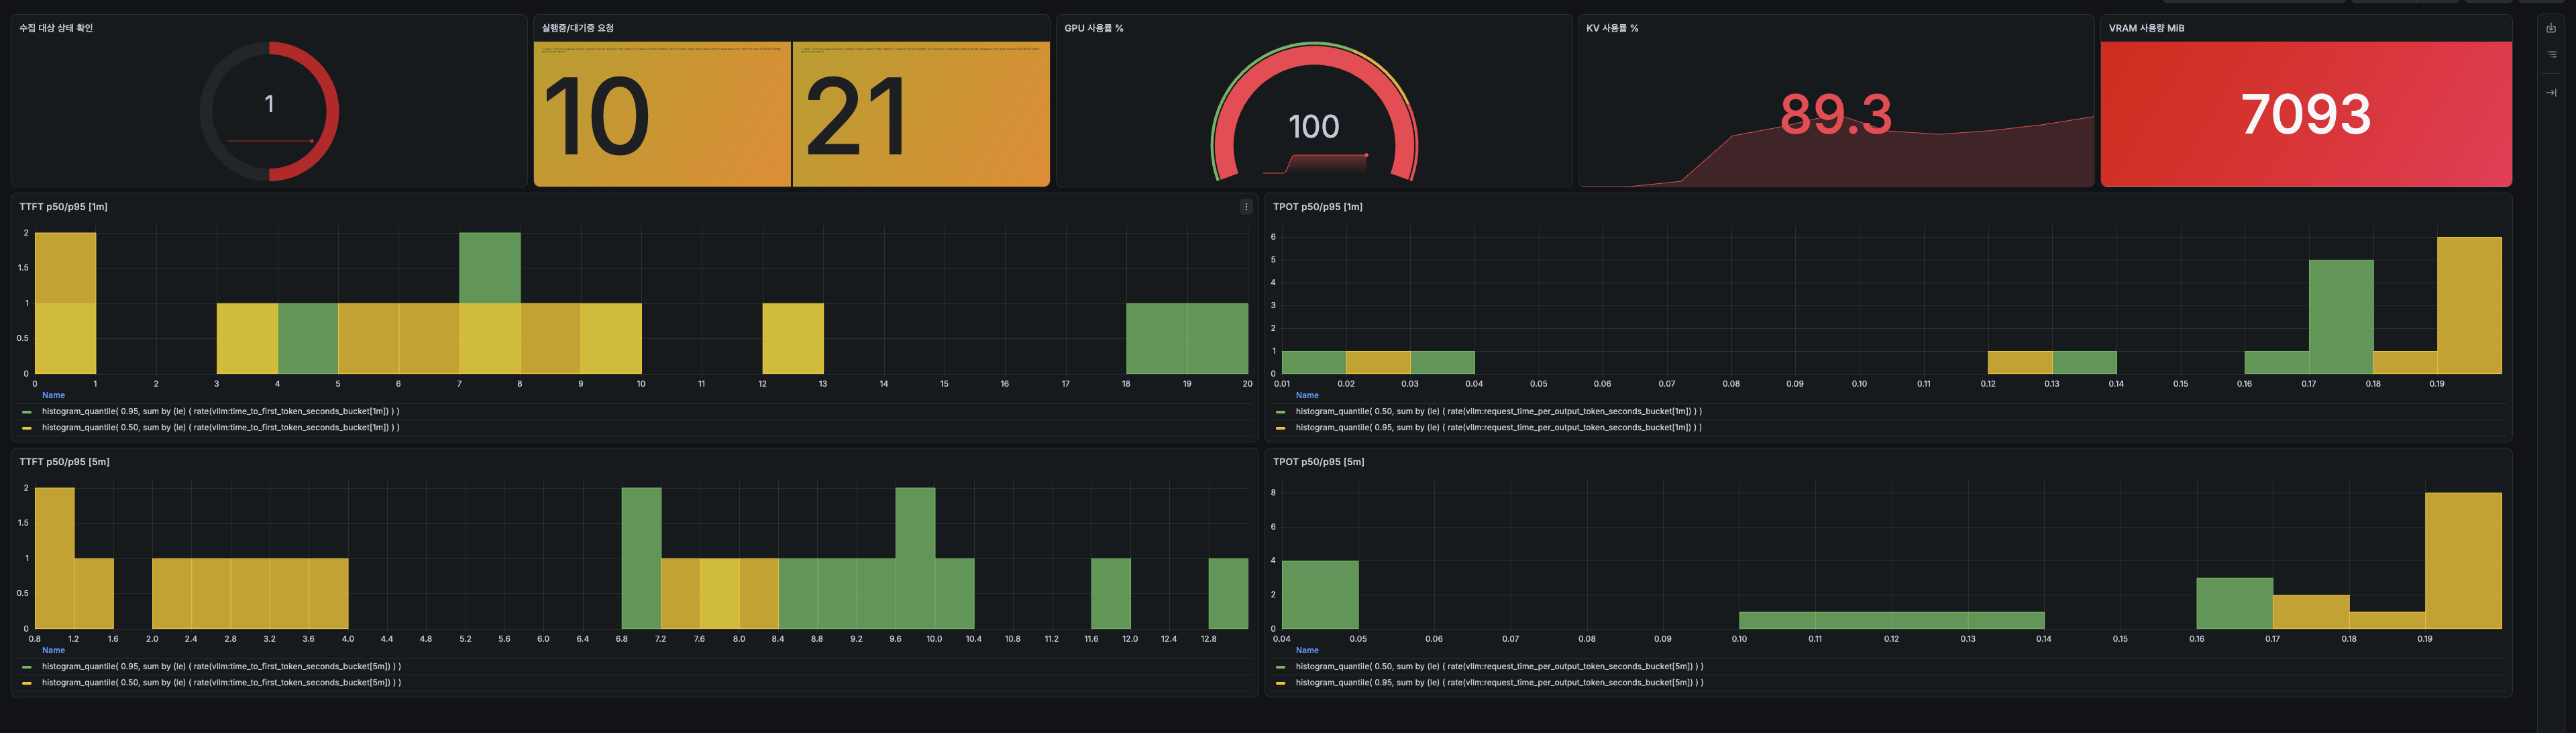 수집 대상 상태 확인
1
실행중/대기중 요청
10
21
GPU 사용률 %
100
KV 사용률 %
89.3
VRAM 사용량 MiB
7093
TTFT p50/p95 [1m]
2
1.5
1
0.5
0
0 1 2 3 4 5 6 7 8 9 10 11 12 13 14 15 16 17 18 19 20
Name
histogram_quantile( 0.95, sum by (le) ( rate(vllm:time_to_first_token_seconds_bucket[1m]) ) )
histogram_quantile( 0.50, sum by (le) ( rate(vllm:time_to_first_token_seconds_bucket[1m]) ) )
TPOT p50/p95 [1m]
6
5
4
3
2
1
0
0.01 0.02 0.03 0.04 0.05 0.06 0.07 0.08 0.09 0.10 0.11 0.12 0.13 0.14 0.15 0.16 0.17 0.18 0.19
Name
histogram_quantile( 0.50, sum by (le) ( rate(vllm:request_time_per_output_token_seconds_bucket[1m]) ) )
histogram_quantile( 0.95, sum by (le) ( rate(vllm:request_time_per_output_token_seconds_bucket[1m]) ) )
TTFT p50/p95 [5m]
2
1.5
1
0.5
0
0.8 1.2 1.6 2.0 2.4 2.8 3.2 3.6 4.0 4.4 4.8 5.2 5.6 6.0 6.4 6.8 7.2 7.6 8.0 8.4 8.8 9.2 9.6 10.0 10.4 10.8 11.2 11.6 12.0 12.4 12.8
Name
histogram_quantile( 0.95, sum by (le) ( rate(vllm:time_to_first_token_seconds_bucket[5m]) ) )
histogram_quantile( 0.50, sum by (le) ( rate(vllm:time_to_first_token_seconds_bucket[5m]) ) )
TPOT p50/p95 [5m]
8
6
4
2
0
0.04 0.05 0.06 0.07 0.08 0.09 0.10 0.11 0.12 0.13 0.14 0.15 0.16 0.17 0.18 0.19
Name
histogram_quantile( 0.50, sum by (le) ( rate(vllm:request_time_per_output_token_seconds_bucket[5m]) ) )
histogram_quantile( 0.95, sum by (le) ( rate(vllm:request_time_per_output_token_seconds_bucket[5m]) ) )